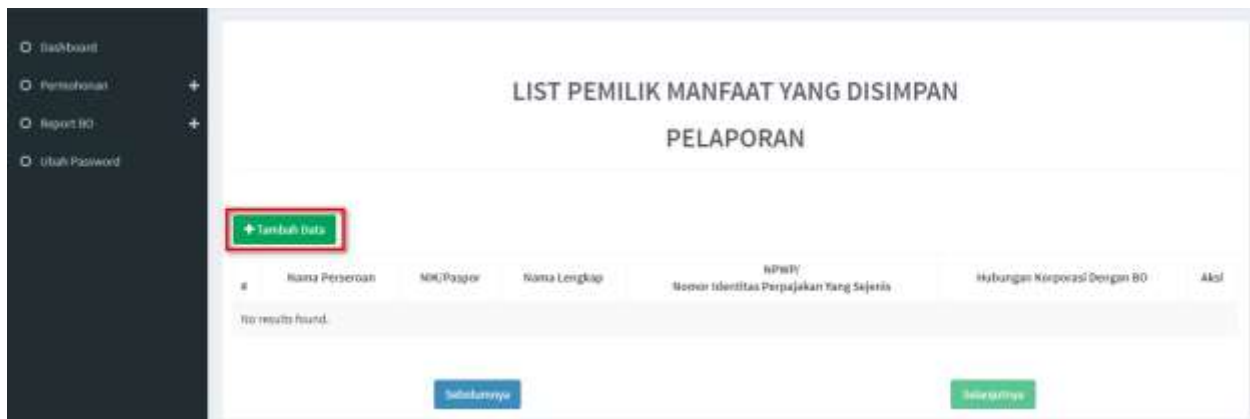 Dashboard
Permohonan
Report BO
Ubah Password
LIST PEMILIK MANFAAT YANG DISIMPAN
PELAPORAN
+ Tambah Data
# Nama Perseroan NIK/Paspor Nama Lengkap NPWP/ Hubungan Korporasi Dengan BO Aksi
Nomor Identitas Perpajakan Yang Sejenis
No results found.
Sebelumnya Selanjutnya